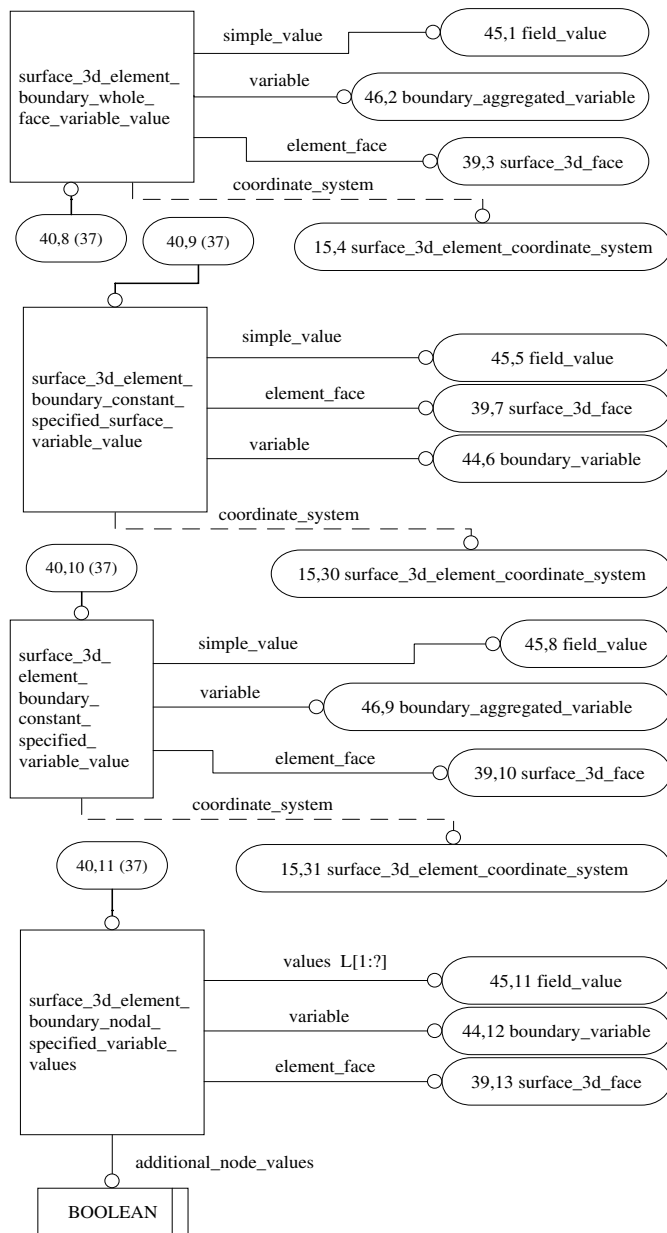 simple_value
45,1 field_value
surface_3d_element_
boundary_whole_
face_variable_value
variable
46,2 boundary_aggregated_variable
element_face
39,3 surface_3d_face
coordinate_system
40,8 (37)
40,9 (37)
15,4 surface_3d_element_coordinate_system
surface_3d_element_
boundary_constant_
specified_surface_
variable_value
simple_value
45,5 field_value
element_face
39,7 surface_3d_face
variable
44,6 boundary_variable
coordinate_system
40,10 (37)
15,30 surface_3d_element_coordinate_system
surface_3d_
element_
boundary_
constant_
specified_
variable_value
simple_value
45,8 field_value
variable
46,9 boundary_aggregated_variable
element_face
39,10 surface_3d_face
coordinate_system
40,11 (37)
15,31 surface_3d_element_coordinate_system
surface_3d_element_
boundary_nodal_
specified_variable_
values
values L[1:?]
45,11 field_value
variable
44,12 boundary_variable
element_face
39,13 surface_3d_face
additional_node_values
BOOLEAN